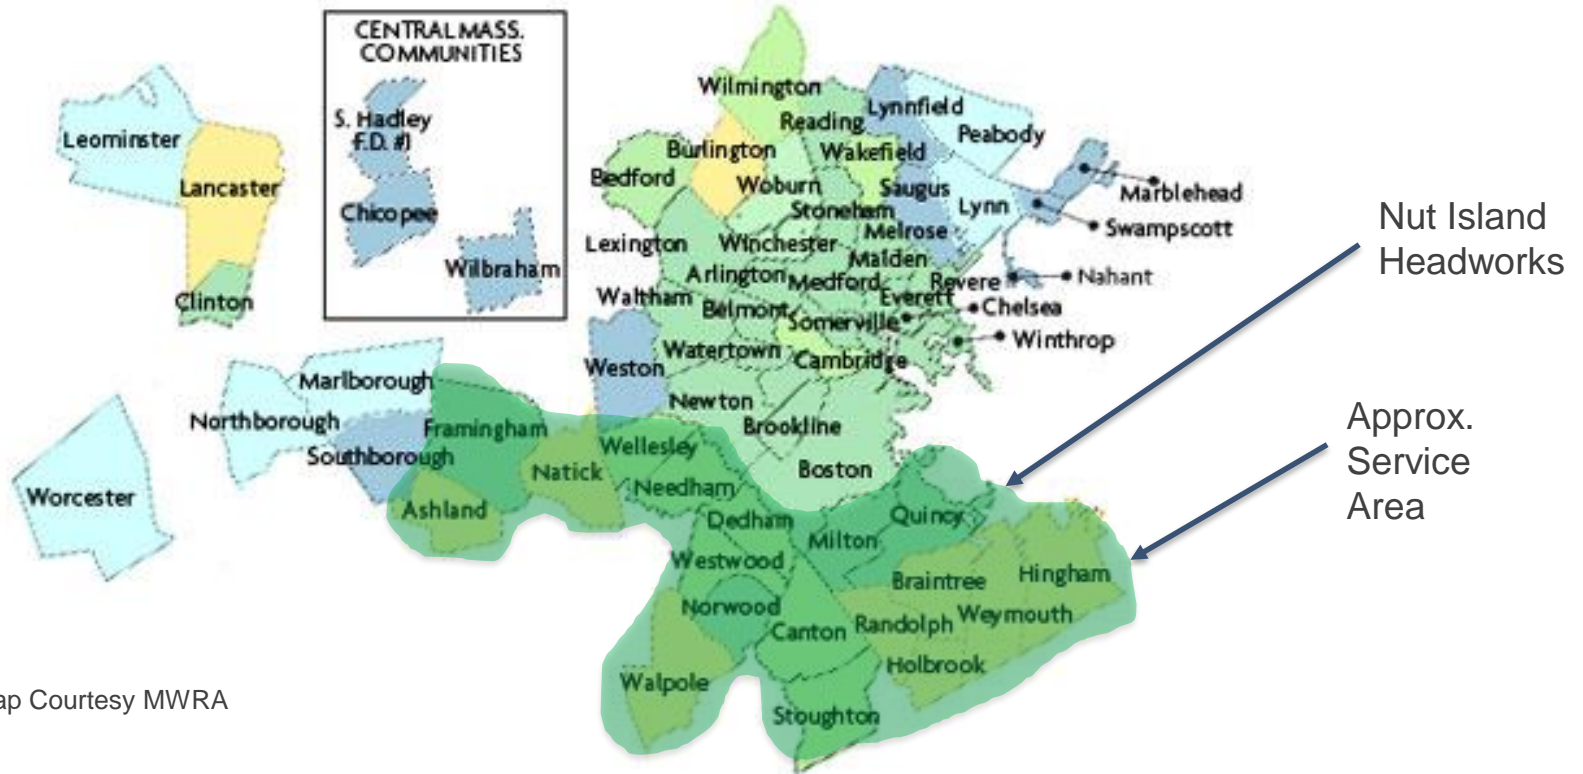 CENTRAL MASS.
COMMUNITIES
S. Hadley
F.D. #1
Chicopee
Wilbraham
Leominster
Lancaster
Clinton
Wilmington
Lynnfield
Reading
Peabody
Burlington
Wakefield
Bedford
Woburn
Saugus
Marblehead
Stoneham
Lynn
Swampscott
Lexington
Winchester
Melrose
Malden
Arlington
Medford
Revere
Nahant
Waltham
Everett
Belmont
Chelsea
Somerville
Winthrop
Watertown
Cambridge
Weston
Marlborough
Newton
Northborough
Framingham
Brookline
Southborough
Wellesley
Natick
Boston
Worcester
Needham
Ashland
Dedham
Quincy
Milton
Westwood
Braintree
Hingham
Norwood
Canton
Randolph
Weymouth
Holbrook
Walpole
Stoughton
Nut Island
Headworks
Approx.
Service
Area
ap Courtesy MWRA